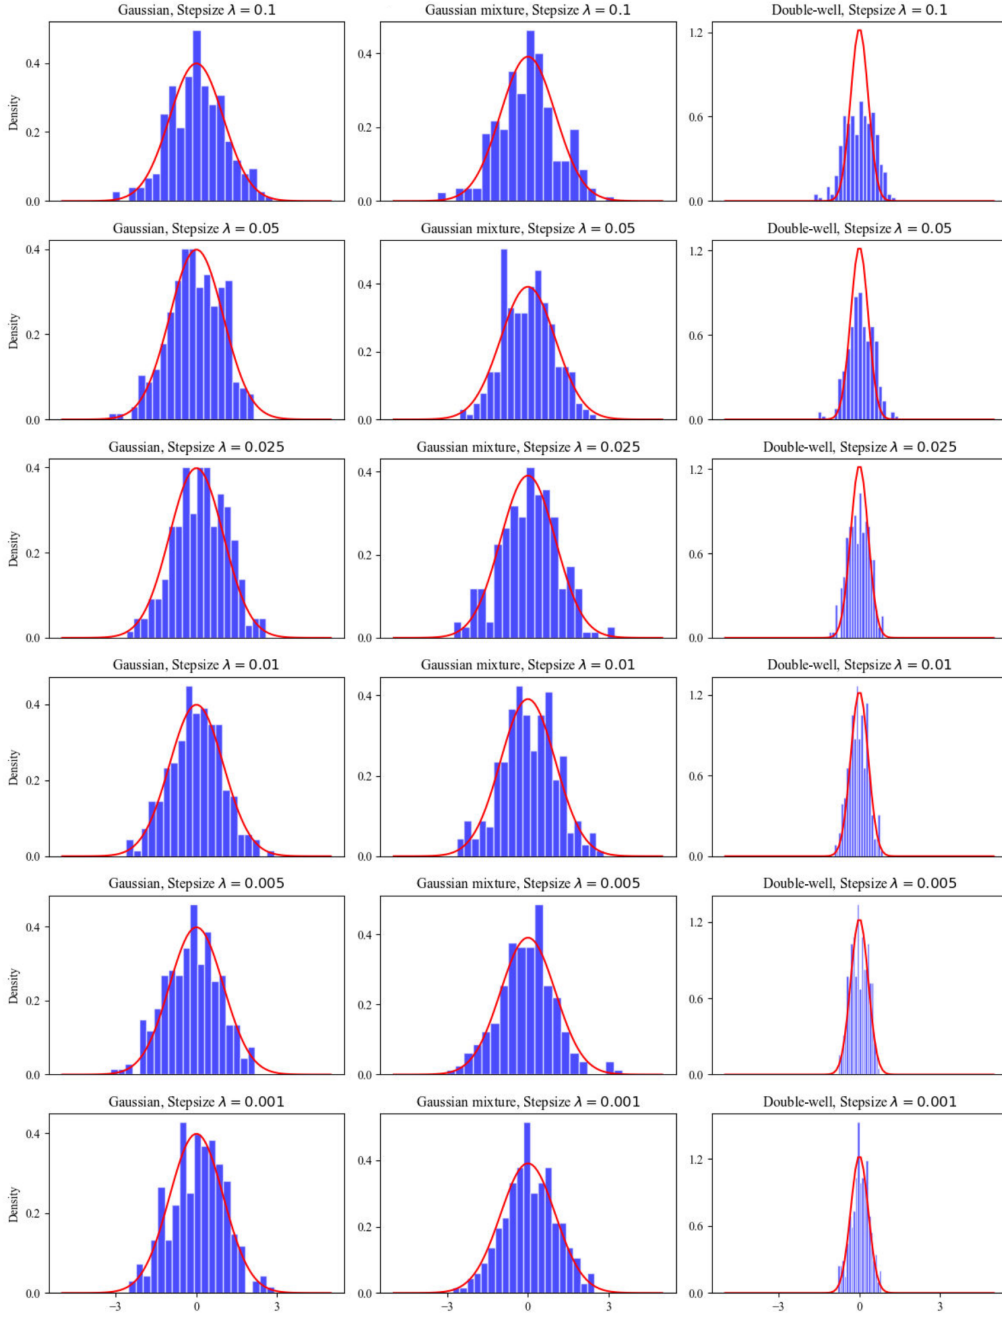 Gaussian, Stepsize λ = 0.1
Gaussian mixture, Stepsize λ = 0.1
Double-well, Stepsize λ = 0.1
Density
0.4
0.2
0.0
0.4
0.3
0.2
0.1
0.0
1.2
0.6
0.0
Gaussian, Stepsize λ = 0.05
Gaussian mixture, Stepsize λ = 0.05
Double-well, Stepsize λ = 0.05
Density
0.4
0.2
0.0
0.4
0.2
0.0
1.2
0.6
0.0
Gaussian, Stepsize λ = 0.025
Gaussian mixture, Stepsize λ = 0.025
Double-well, Stepsize λ = 0.025
Density
0.4
0.2
0.0
0.4
0.2
0.0
1.2
0.6
0.0
Gaussian, Stepsize λ = 0.01
Gaussian mixture, Stepsize λ = 0.01
Double-well, Stepsize λ = 0.01
Density
0.4
0.2
0.0
0.4
0.2
0.0
1.2
0.6
0.0
Gaussian, Stepsize λ = 0.005
Gaussian mixture, Stepsize λ = 0.005
Double-well, Stepsize λ = 0.005
Density
0.4
0.2
0.0
0.4
0.2
0.0
1.2
0.6
0.0
Gaussian, Stepsize λ = 0.001
Gaussian mixture, Stepsize λ = 0.001
Double-well, Stepsize λ = 0.001
Density
0.4
0.2
0.0
0.4
0.2
0.0
1.2
0.6
0.0
−3 0 3
−3 0 3
−3 0 3